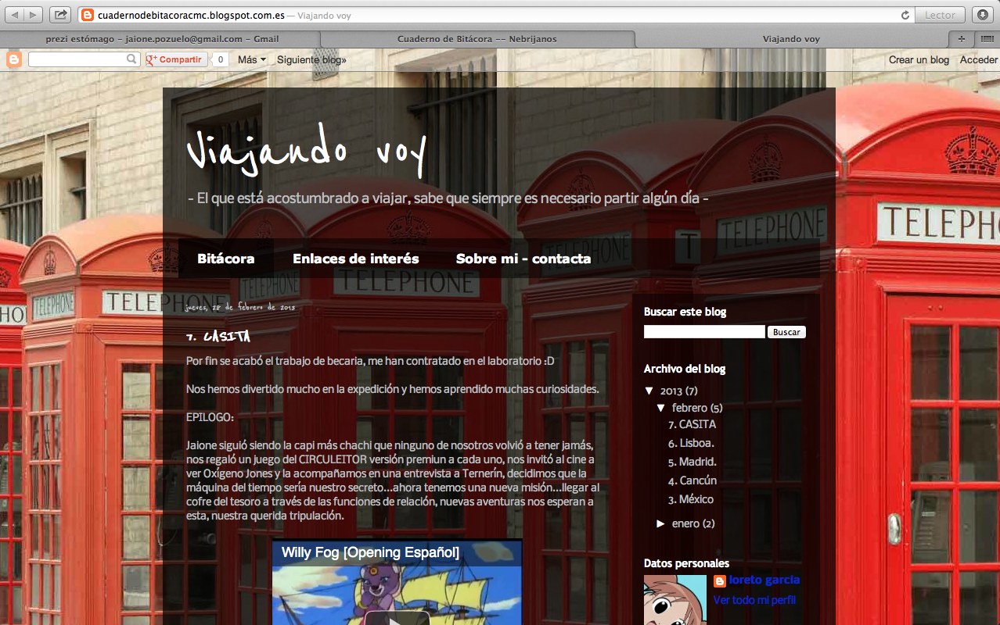 cuadernodebitacoracmc.blogspot.com.es — Viajando voy
Lector
prezi estómago – jaione.pozuelo@gmail.com – Gmail
Cuaderno de Bitácora –– Nebrijanos
Viajando voy
+
g+ Compartir
0
Más
Siguiente blog»
Crear un blog
Acceder
Viajando voy
- El que está acostumbrado a viajar, sabe que siempre es necesario partir algún día -
Bitácora
Enlaces de interés
Sobre mi - contacta
TELEPHONE
TELEPHONE
TELEPHONE
TELEPHONE
TELEPHONE
T
TELEPHONE
TELEPH
jueves, 28 de febrero de 2013
7. CASITA
Por fin se acabó el trabajo de becaria, me han contratado en el laboratorio :D
Nos hemos divertido mucho en la expedición y hemos aprendido muchas curiosidades.
EPILOGO:
Jaione siguió siendo la capi más chachi que ninguno de nosotros volvió a tener jamás,
nos regaló un juego del CIRCULEITOR versión premiun a cada uno, nos invitó al cine a
ver Oxígeno Jones y la acompañamos en una entrevista a Ternerín, decidimos que la
máquina del tiempo sería nuestro secreto...ahora tenemos una nueva misión...llegar al
cofre del tesoro a través de las funciones de relación, nuevas aventuras nos esperan a
esta, nuestra querida tripulación.
Willy Fog [Opening Español]
Buscar este blog
Buscar
Archivo del blog
▼ 2013 (7)
▼ febrero (5)
7. CASITA
6. Lisboa.
5. Madrid.
4. Cancún
3. México
► enero (2)
Datos personales
loreto garcia
Ver todo mi perfil